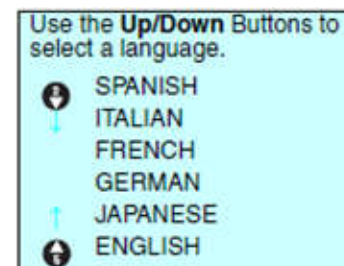 Use the Up/Down Buttons to
select a language.
SPANISH
ITALIAN
FRENCH
GERMAN
JAPANESE
ENGLISH